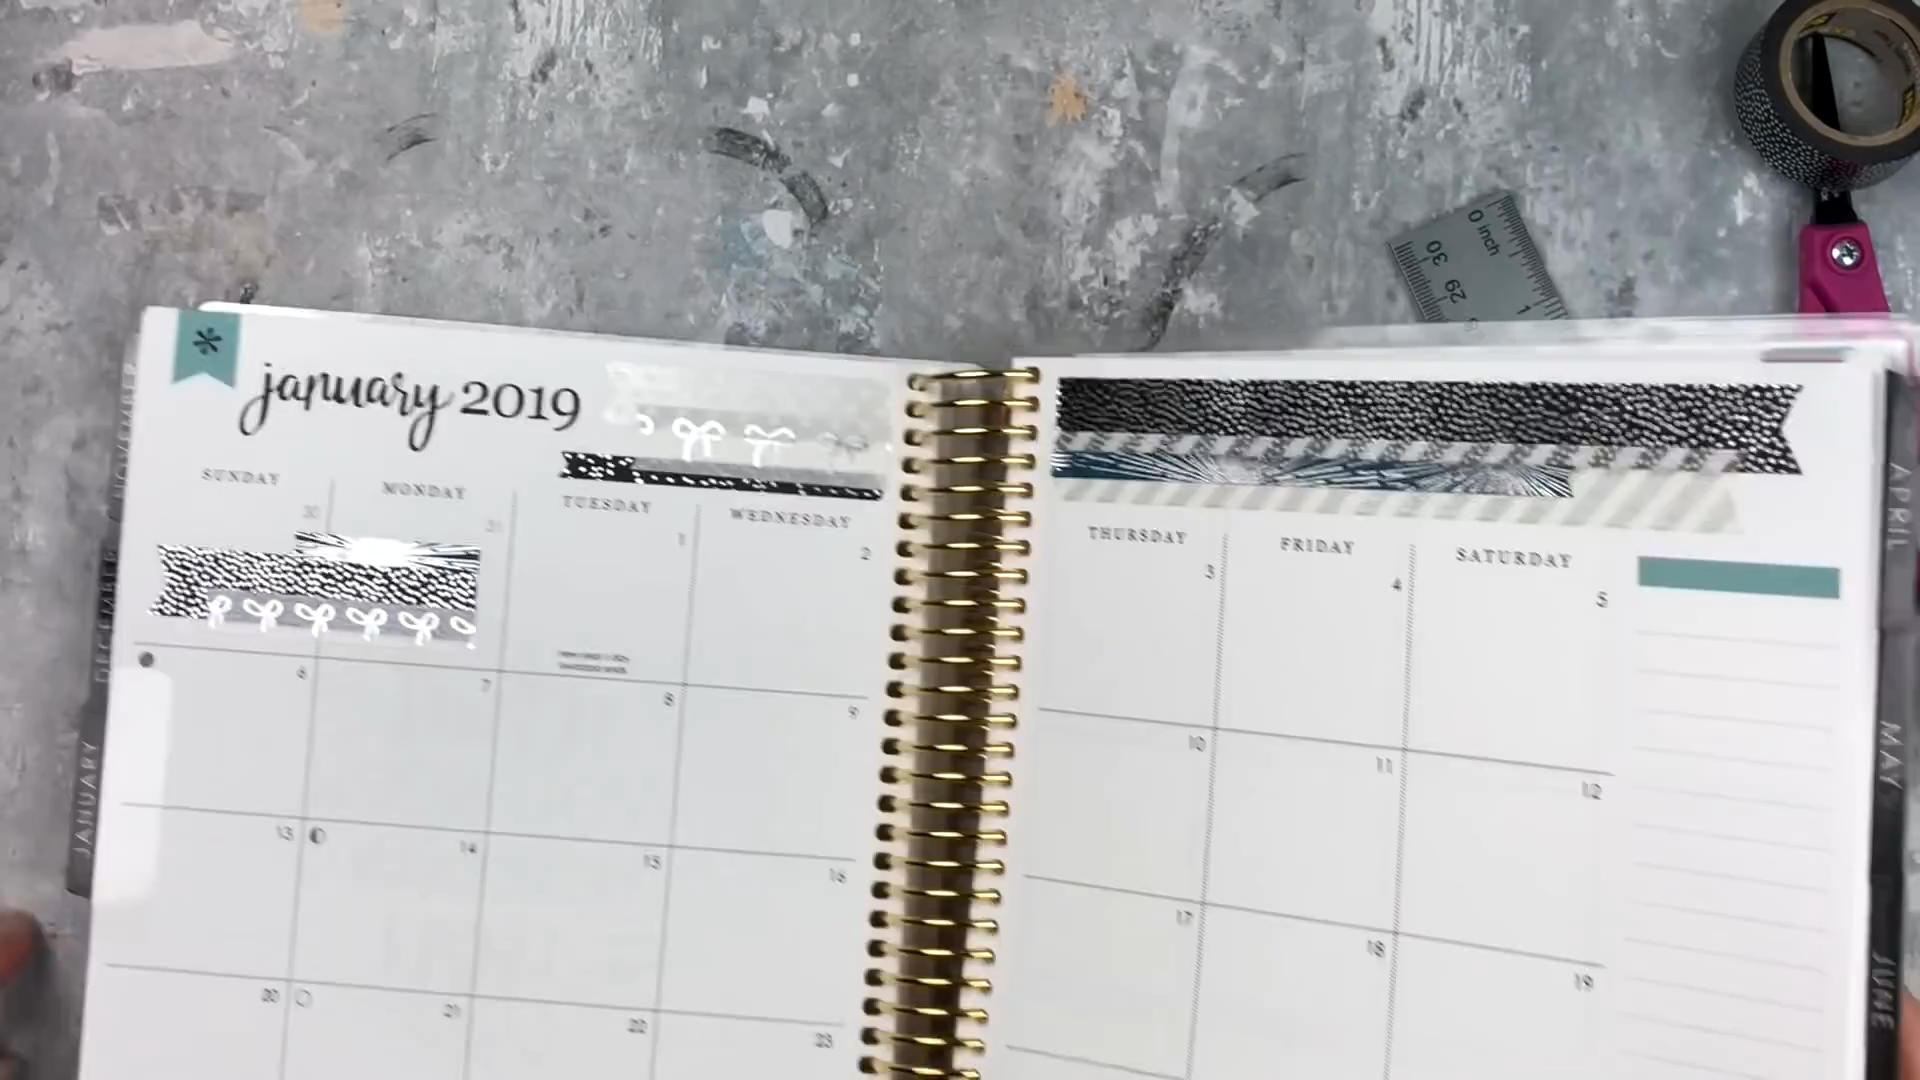 0 inch
1
30
29
january 2019
SUNDAY
MONDAY
TUESDAY
WEDNESDAY
THURSDAY
FRIDAY
SATURDAY
30
31
1
2
3
4
5
6
7
8
9
10
11
12
13
14
15
16
17
18
19
20
21
22
23
NOVEMBER
DECEMBER
JANUARY
APRIL
MAY
JUNE